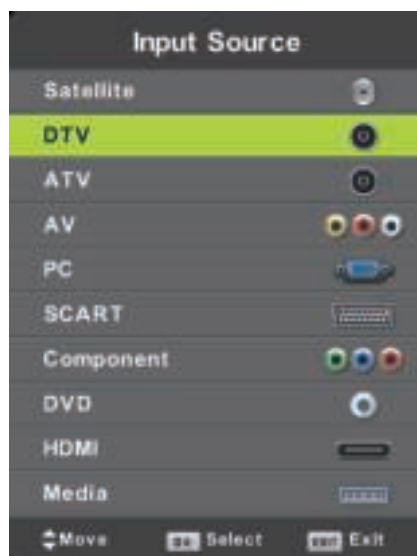 Input Source
Satellite
DTV
ATV
AV
PC
SCART
Component
DVD
HDMI
Media
Move Select Exit